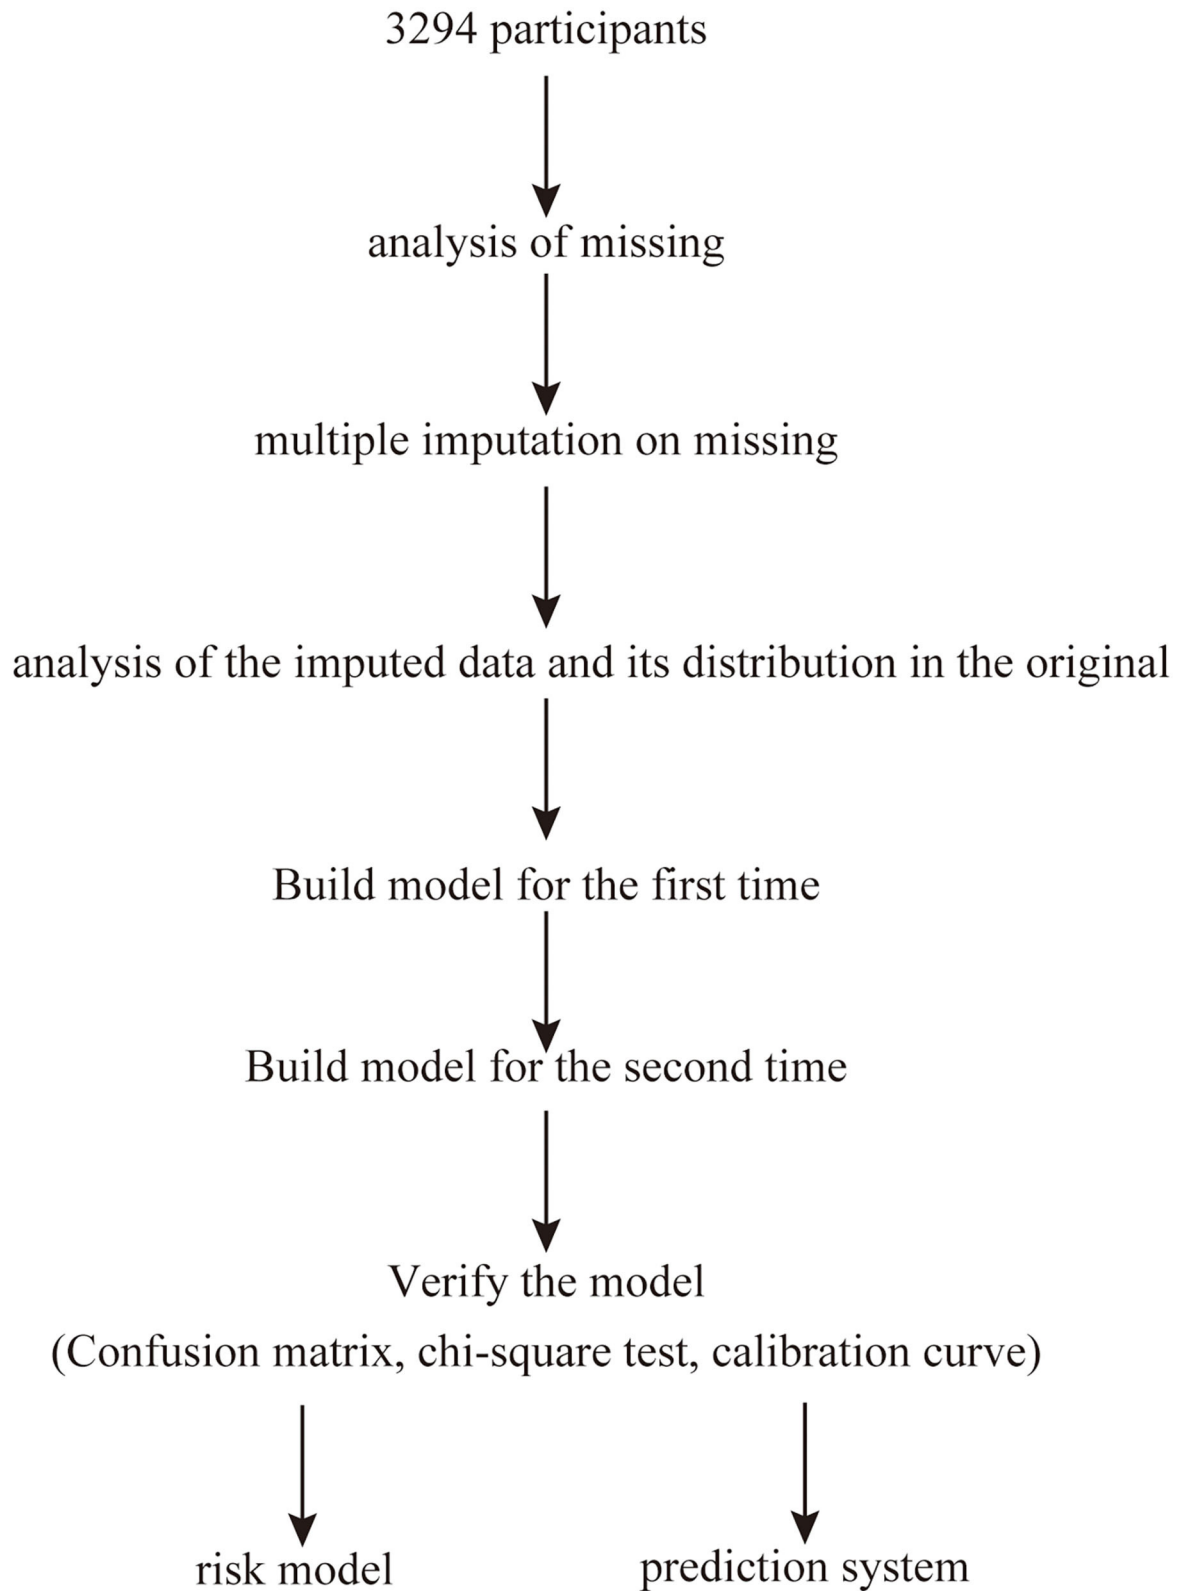 3294 participants
analysis of missing
multiple imputation on missing
analysis of the imputed data and its distribution in the original
Build model for the first time
Build model for the second time
Verify the model
(Confusion matrix, chi-square test, calibration curve)
risk model
prediction system